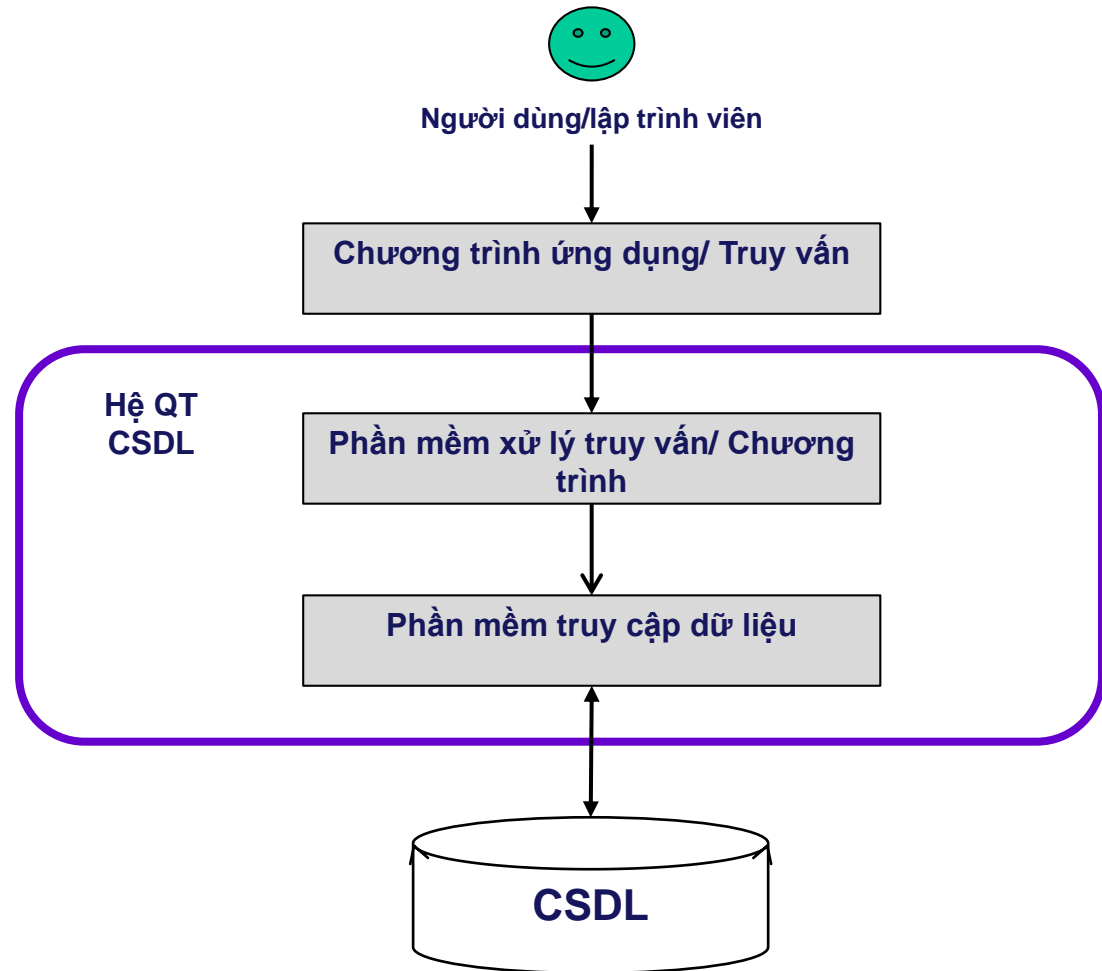 Người dùng/lập trình viên
Chương trình ứng dụng/ Truy vấn
Hệ QT
CSDL
Phần mềm xử lý truy vấn/ Chương
trình
Phần mềm truy cập dữ liệu
CSDL